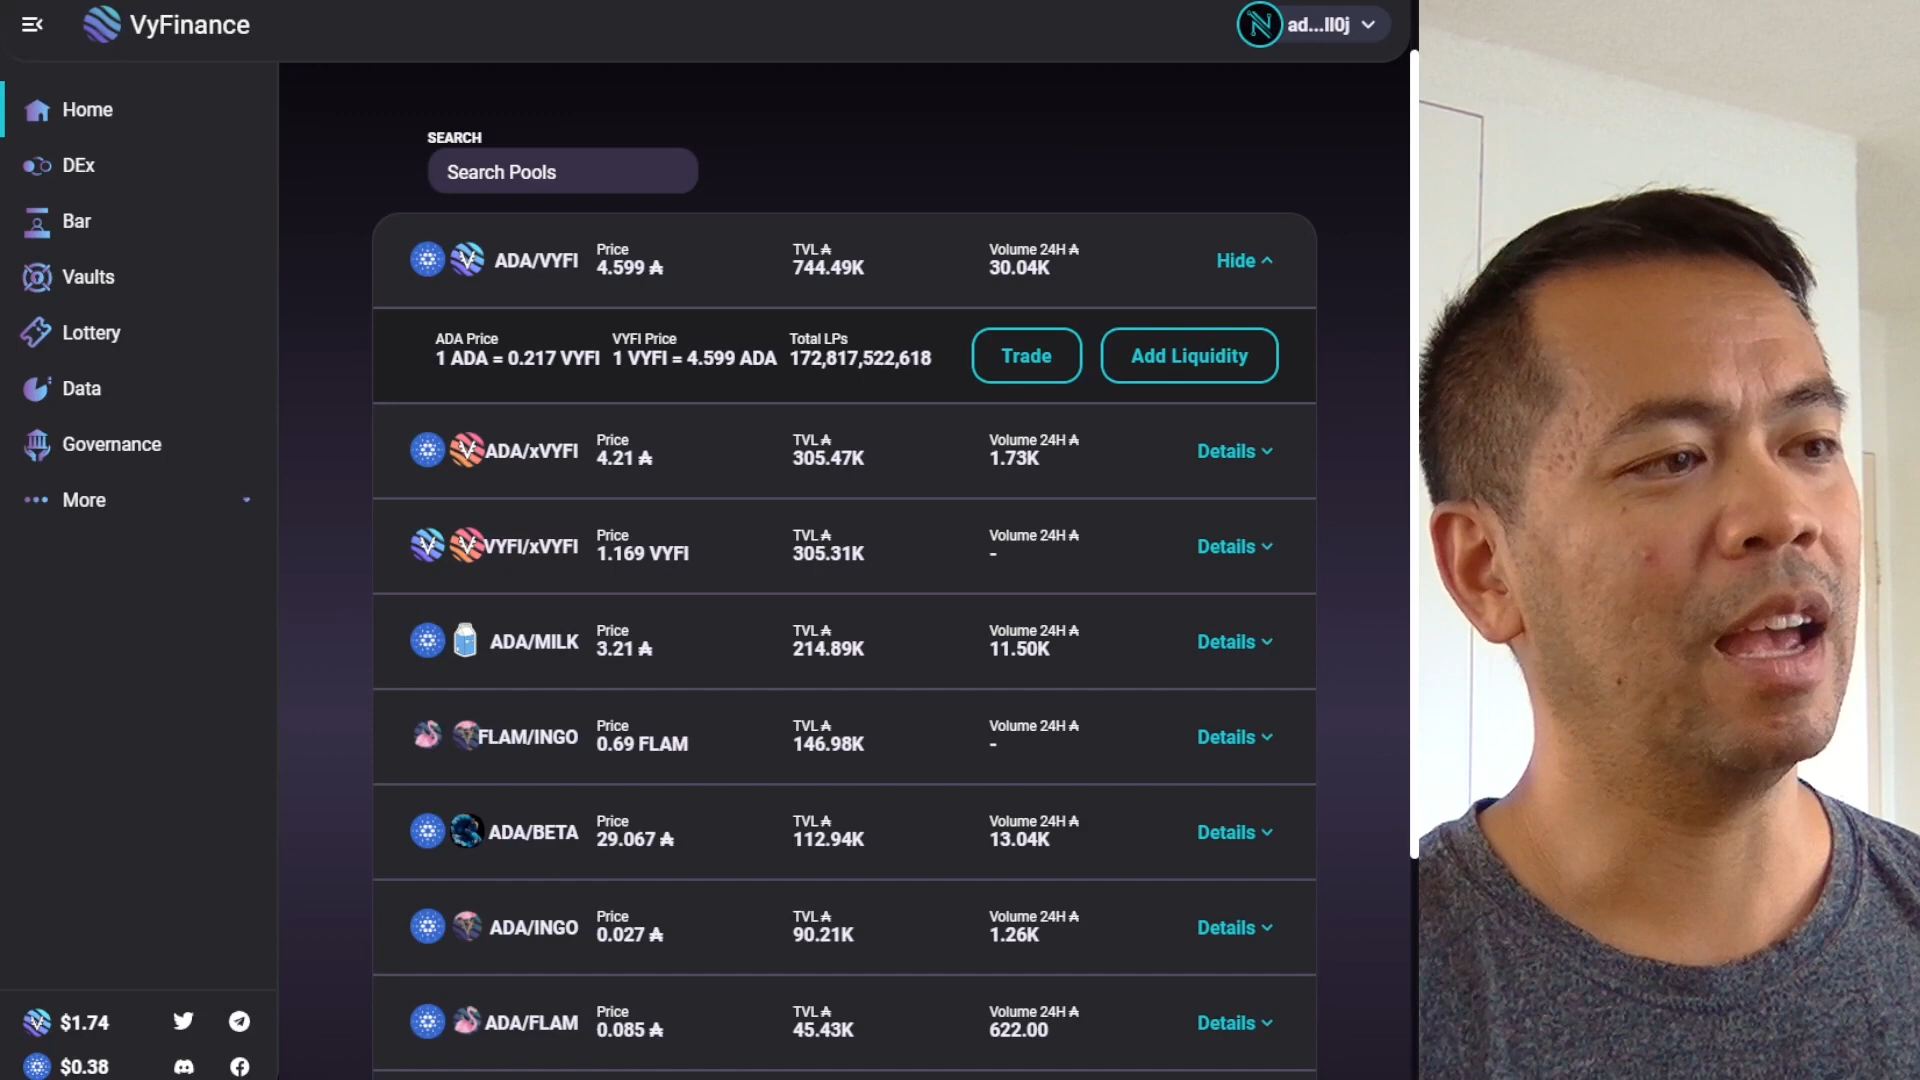 VyFinance
ad...ll0j
Home
DEx
Bar
Vaults
Lottery
Data
Governance
More
$1.74
$0.38
SEARCH
Search Pools
ADA/VYFI
Price
4.599 ₳
TVL ₳
744.49K
Volume 24H ₳
30.04K
Hide
ADA Price
1 ADA = 0.217 VYFI
VYFI Price
1 VYFI = 4.599 ADA
Total LPs
172,817,522,618
Trade
Add Liquidity
ADA/xVYFI
Price
4.21 ₳
TVL ₳
305.47K
Volume 24H ₳
1.73K
Details
VYFI/xVYFI
Price
1.169 VYFI
TVL ₳
305.31K
Volume 24H ₳
-
Details
ADA/MILK
Price
3.21 ₳
TVL ₳
214.89K
Volume 24H ₳
11.50K
Details
FLAM/INGO
Price
0.69 FLAM
TVL ₳
146.98K
Volume 24H ₳
-
Details
ADA/BETA
Price
29.067 ₳
TVL ₳
112.94K
Volume 24H ₳
13.04K
Details
ADA/INGO
Price
0.027 ₳
TVL ₳
90.21K
Volume 24H ₳
1.26K
Details
ADA/FLAM
Price
0.085 ₳
TVL ₳
45.43K
Volume 24H ₳
622.00
Details